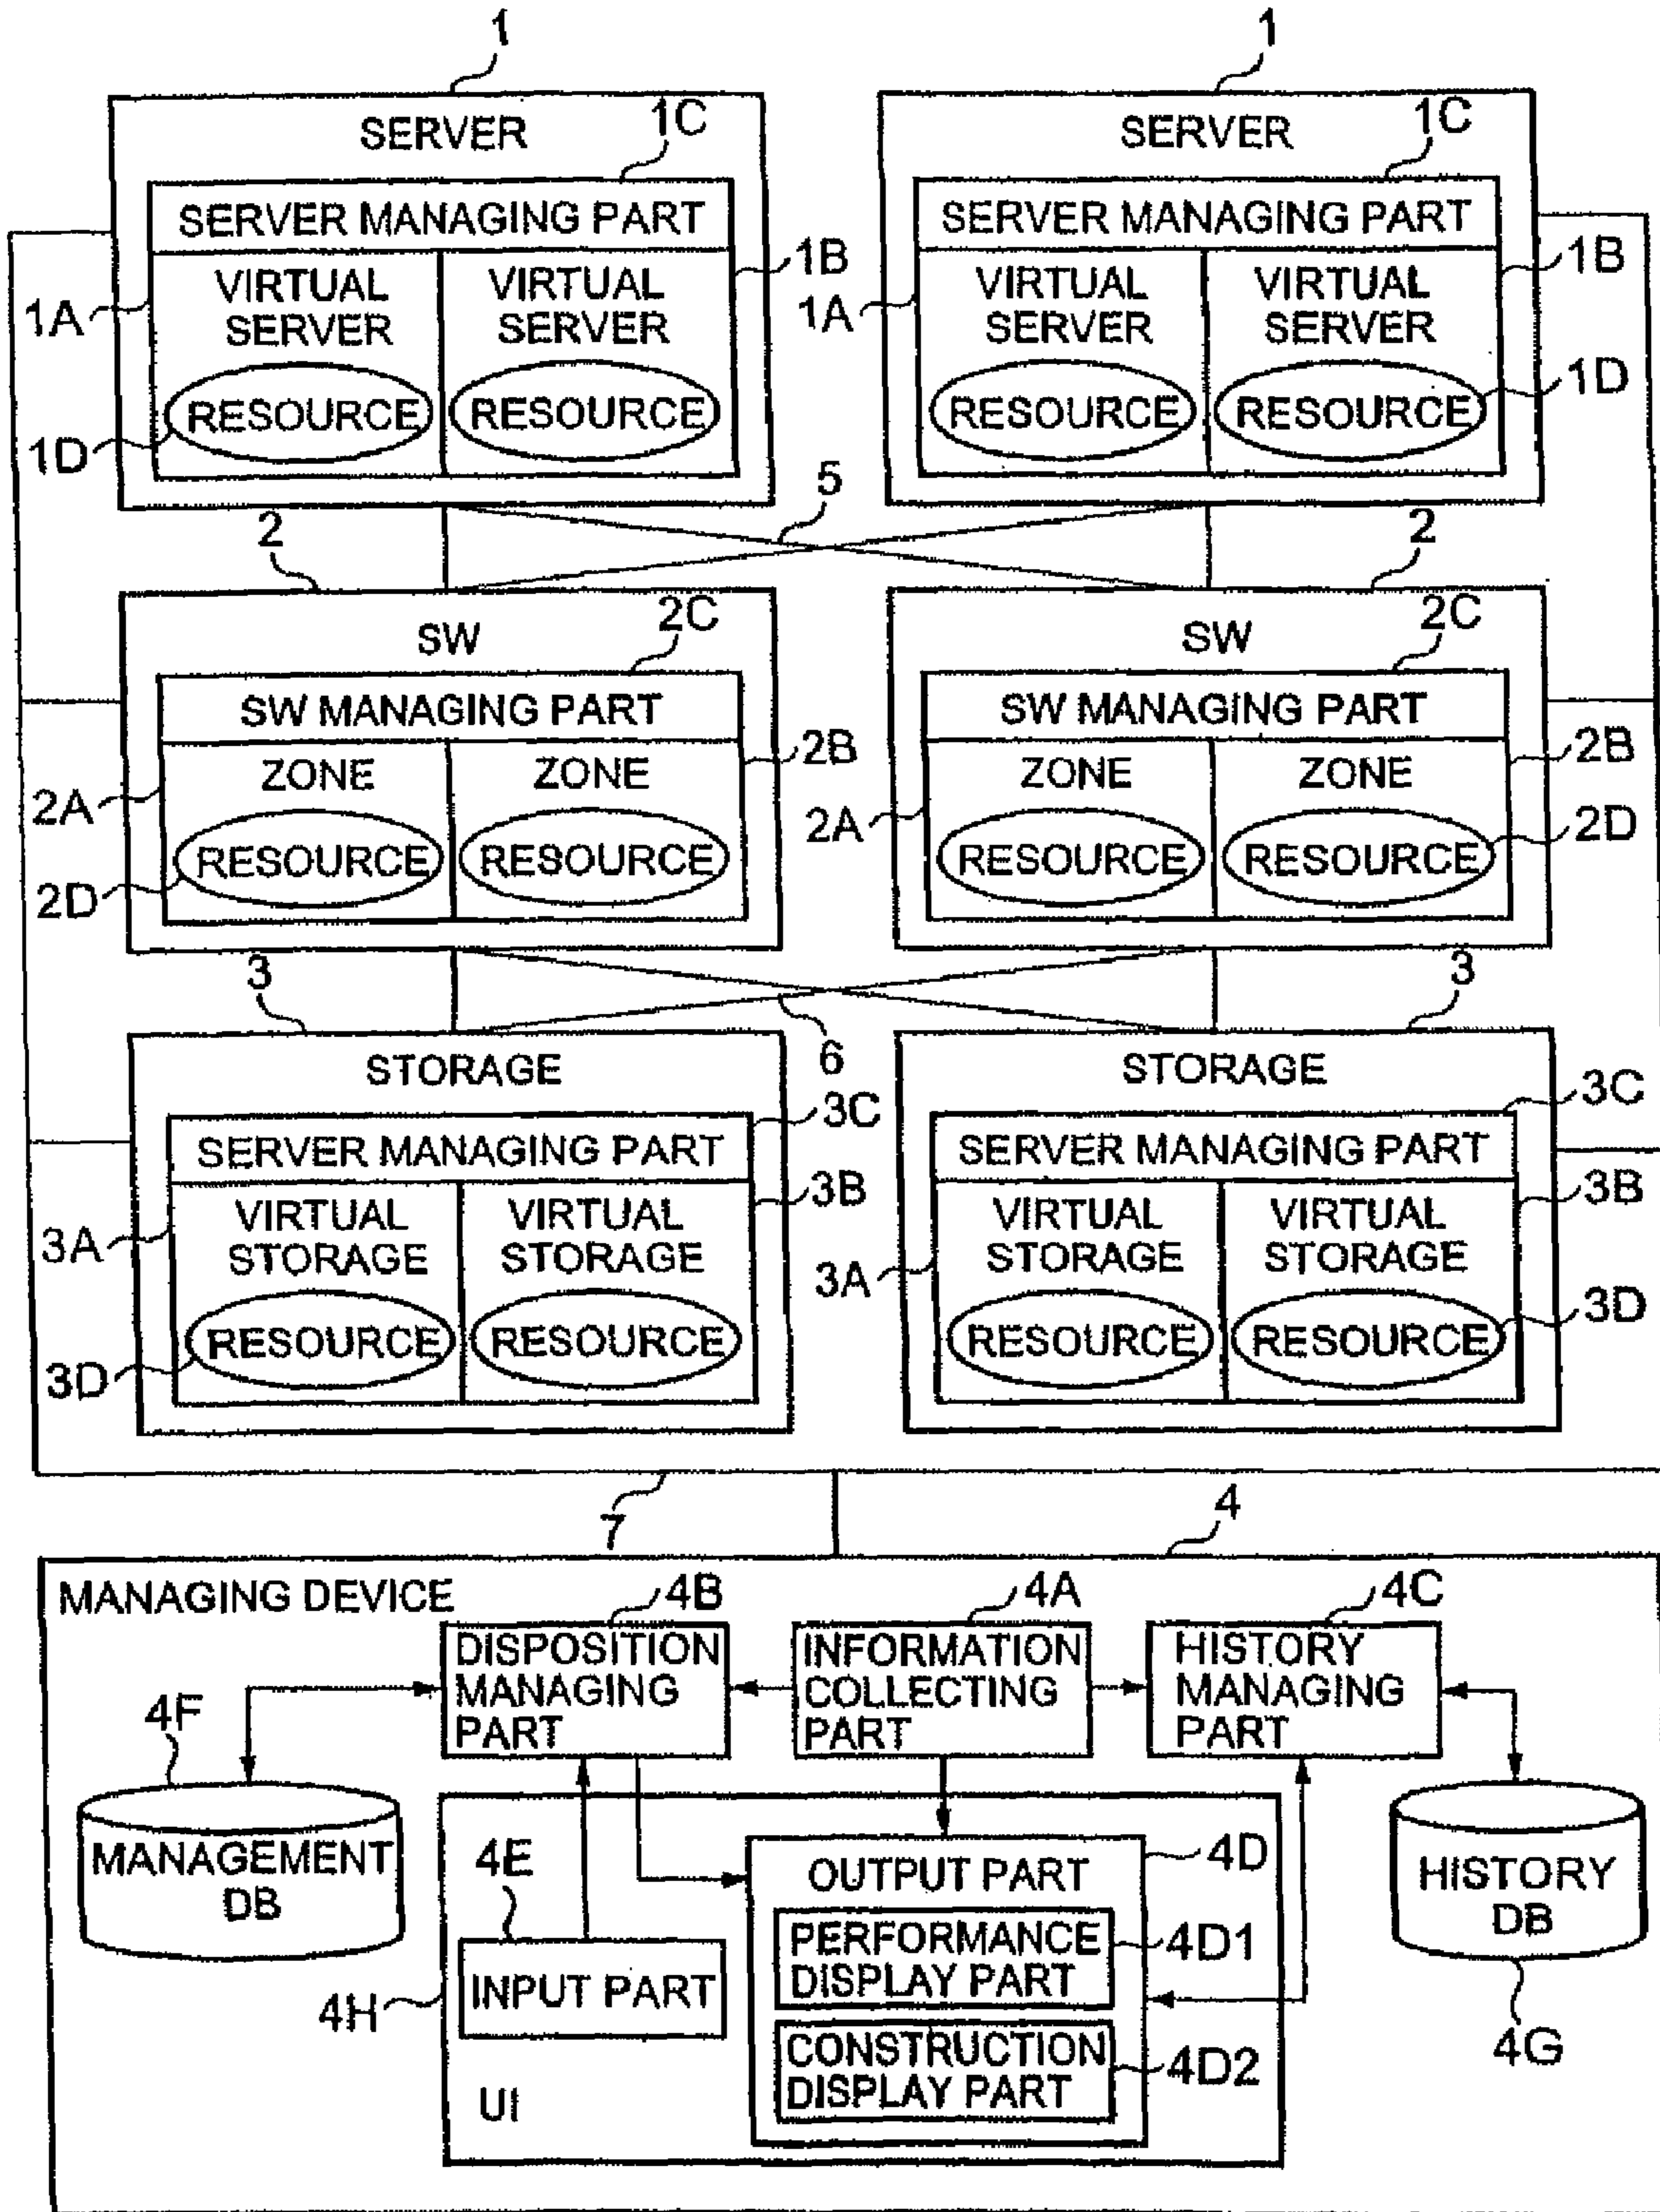 1 1
SERVER SERVER
1C 1C
SERVER MANAGING PART SERVER MANAGING PART
1B 1B
VIRTUAL SERVER VIRTUAL SERVER VIRTUAL SERVER VIRTUAL SERVER
1A 1A
RESOURCE RESOURCE RESOURCE RESOURCE
1D 1D
5
2 2
SW SW
2C 2C
SW MANAGING PART SW MANAGING PART
2B 2B
ZONE ZONE ZONE ZONE
2A 2A
RESOURCE RESOURCE RESOURCE RESOURCE
2D 2D
3 3
6
STORAGE STORAGE
3C 3C
SERVER MANAGING PART SERVER MANAGING PART
3B 3B
VIRTUAL STORAGE VIRTUAL STORAGE VIRTUAL STORAGE VIRTUAL STORAGE
3A 3A
RESOURCE RESOURCE RESOURCE RESOURCE
3D 3D
7
4
MANAGING DEVICE
4B
4A
4C
DISPOSITION
MANAGING
PART
INFORMATION
COLLECTING
PART
HISTORY
MANAGING
PART
4F
MANAGEMENT
DB
4E
INPUT PART
4H
UI
OUTPUT PART
4D
PERFORMANCE
DISPLAY PART
4D1
CONSTRUCTION
DISPLAY PART
4D2
HISTORY
DB
4G